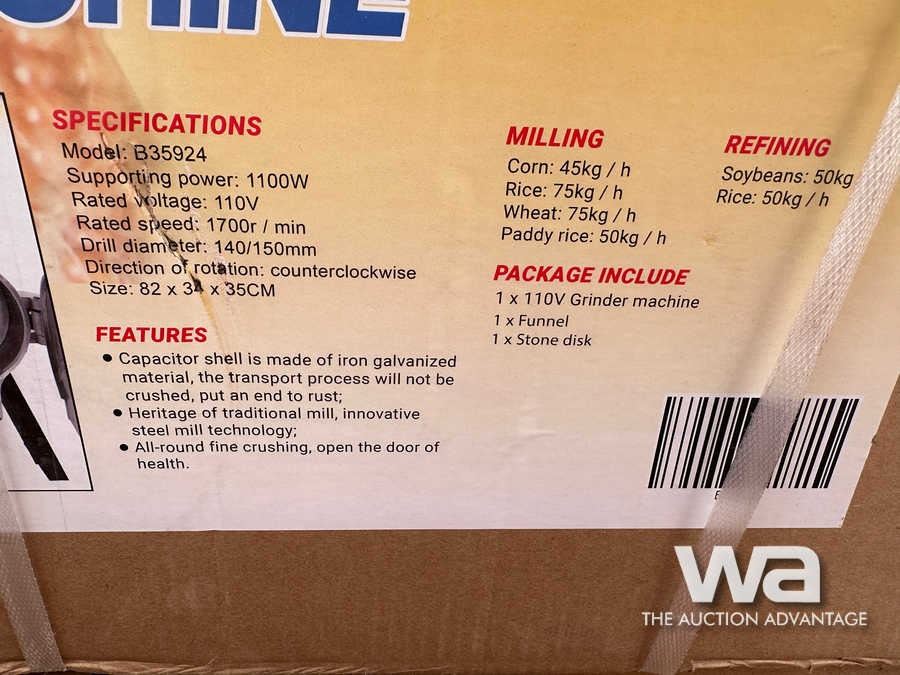 SPECIFICATIONS
Model: B35924
Supporting power: 1100W
Rated voltage: 110V
Rated speed: 1700r / min
Drill diameter: 140/150mm
Direction of rotation: counterclockwise
Size: 82 x 34 x 35CM
FEATURES
• Capacitor shell is made of iron galvanized
material, the transport process will not be
crushed, put an end to rust;
• Heritage of traditional mill, innovative
steel mill technology;
• All-round fine crushing, open the door of
health.
MILLING
Corn: 45kg / h
Rice: 75kg / h
Wheat: 75kg / h
Paddy rice: 50kg / h
PACKAGE INCLUDE
1 x 110V Grinder machine
1 x Funnel
1 x Stone disk
REFINING
Soybeans: 50kg
Rice: 50kg / h
wa
THE AUCTION ADVANTAGE